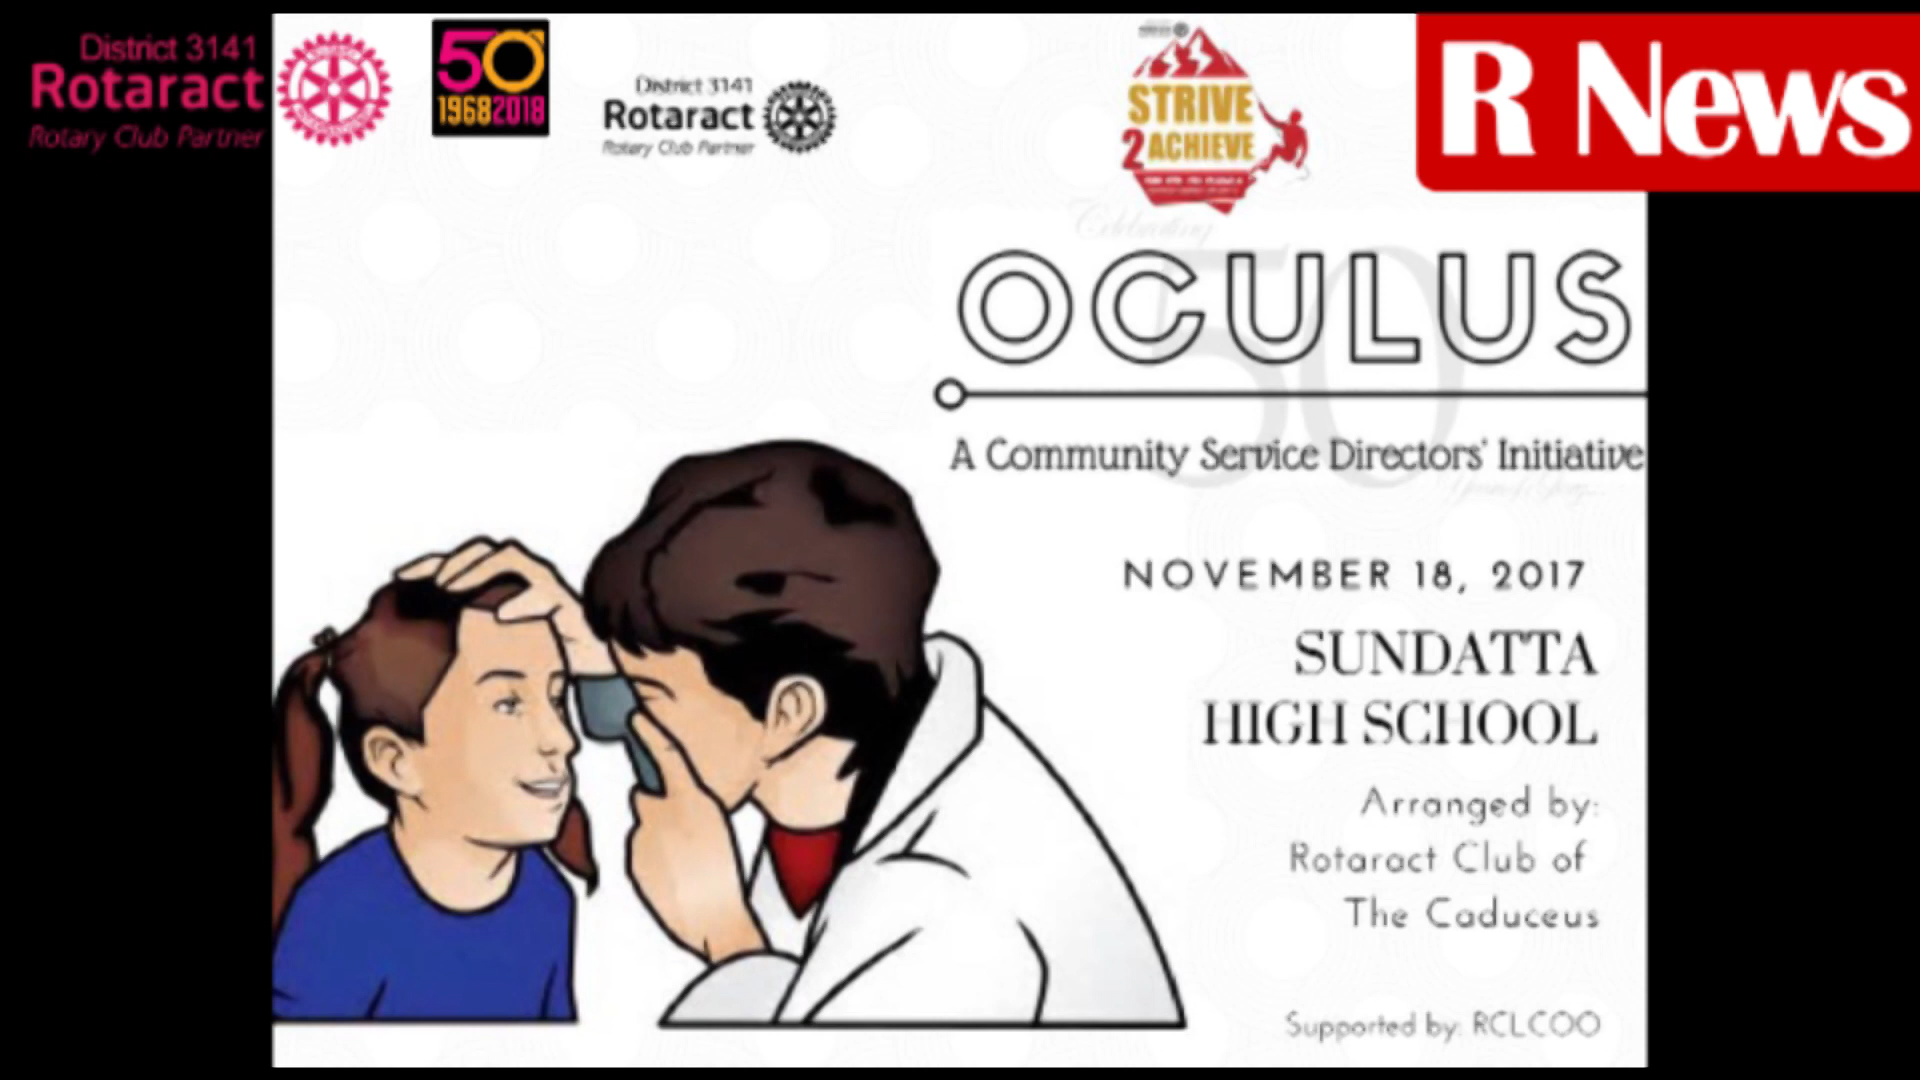 District 3141
Rotaract
Rotary Club Partner
50
1968 2018
District 3141
Rotaract
Rotary Club Partner
STRIVE
2 ACHIEVE
R News
Celebrating
50
OCULUS
A Community Service Directors' Initiative
NOVEMBER 18, 2017
SUNDATTA
HIGH SCHOOL
Arranged by:
Rotaract Club of
The Caduceus
Supported by: RCLCOO